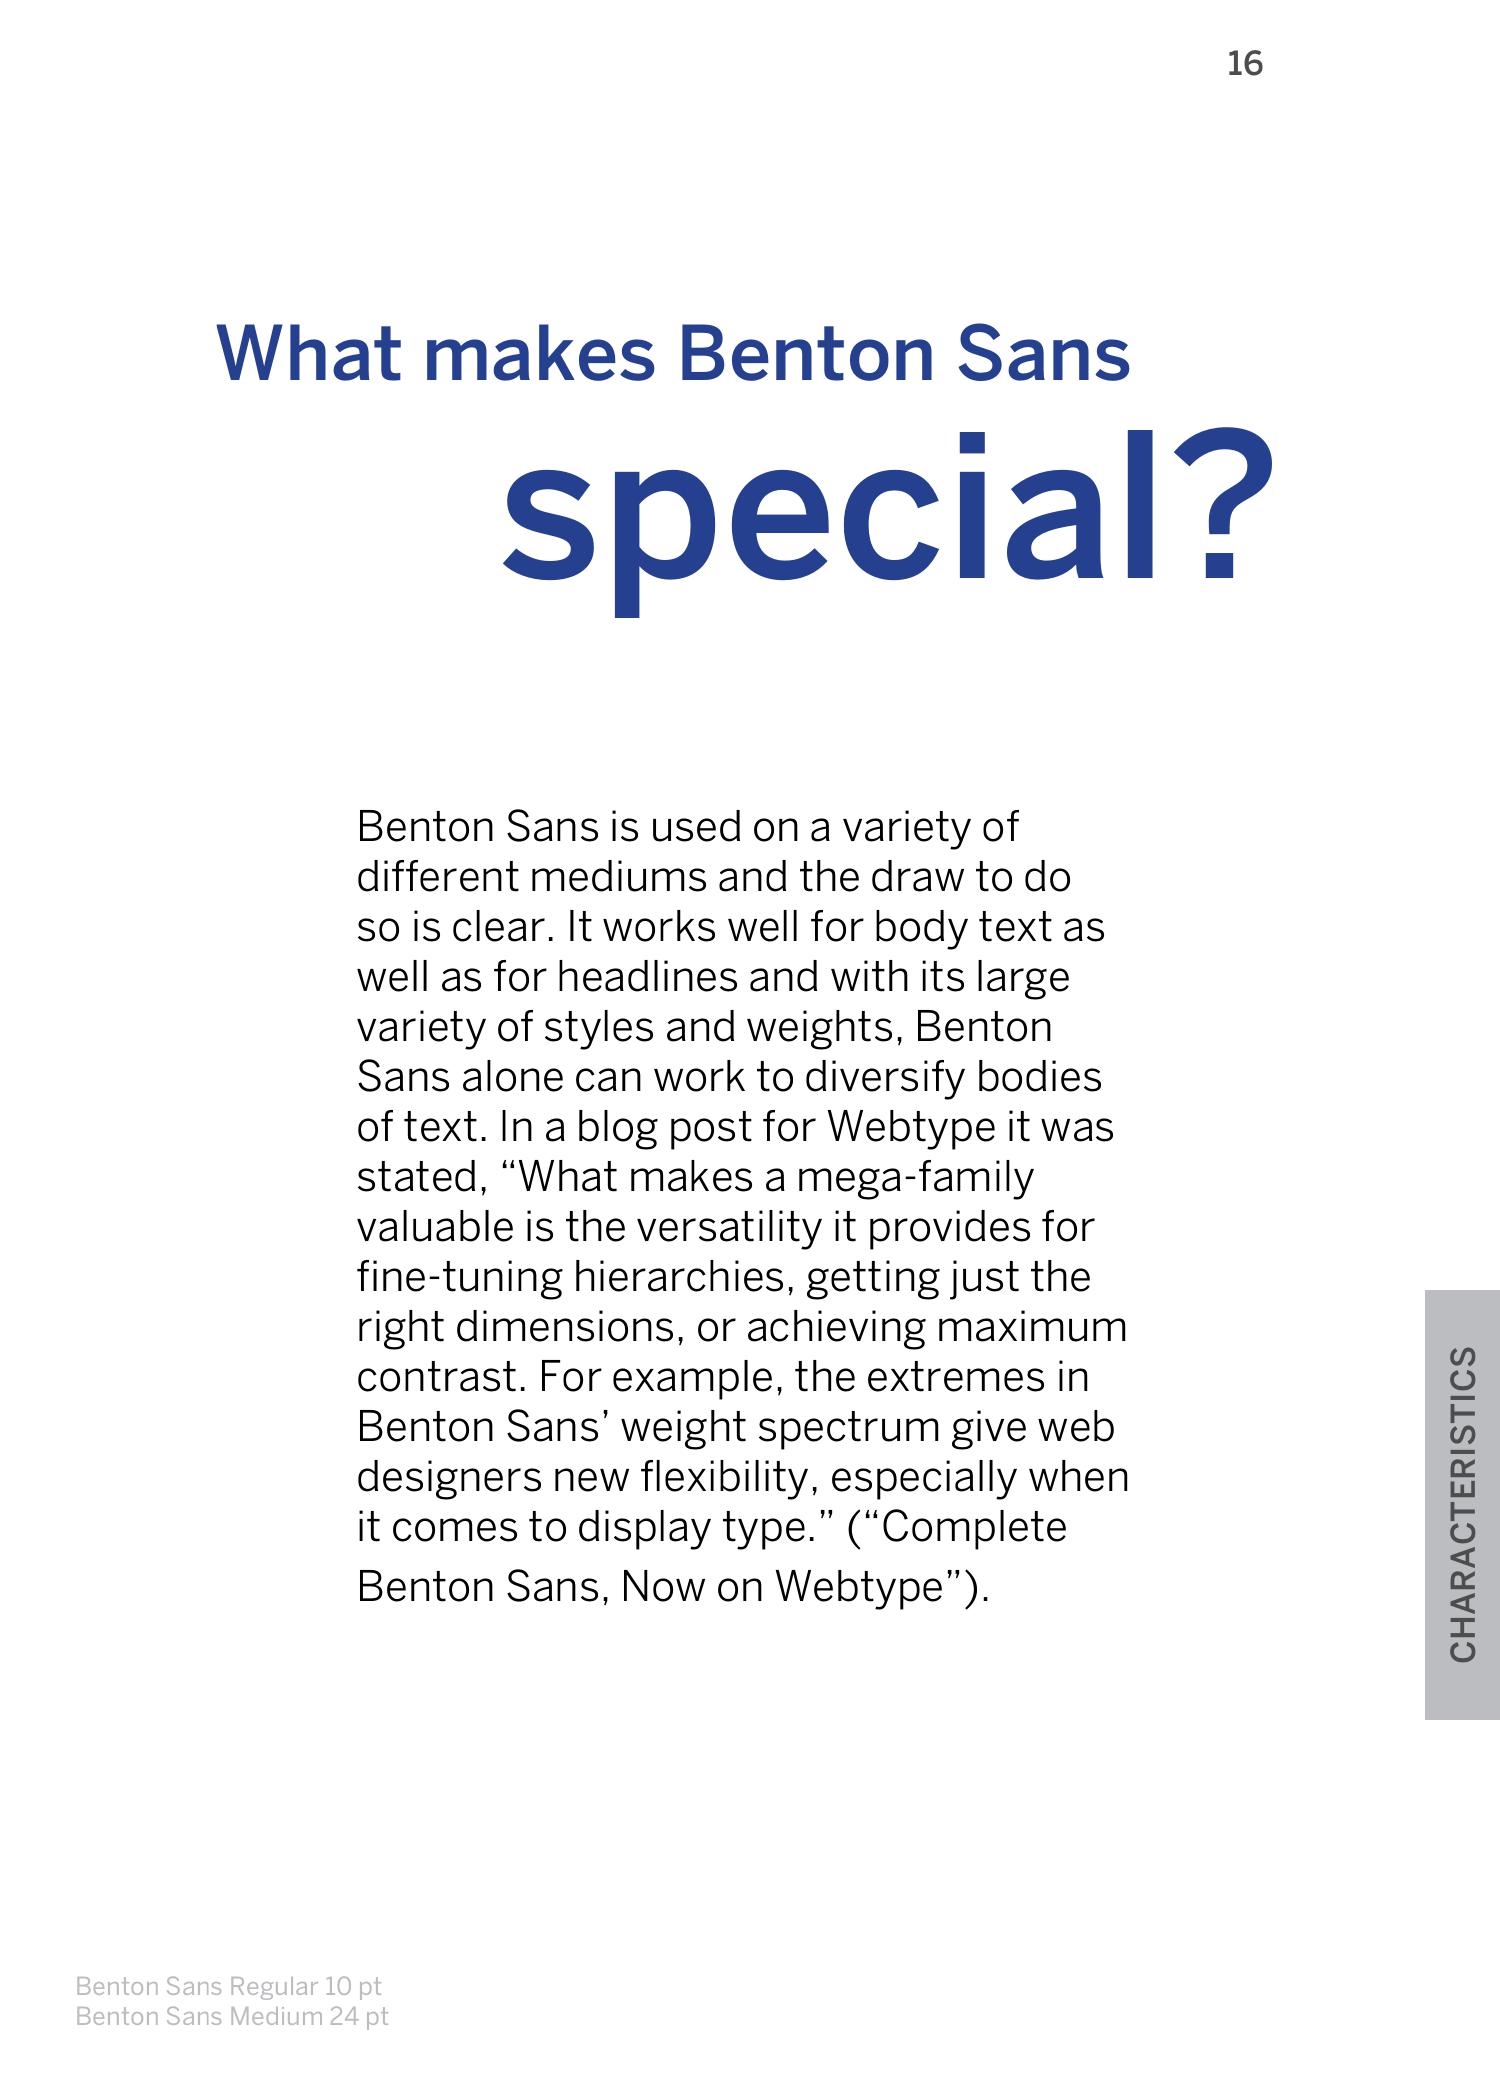 16
What makes Benton Sans
special?
Benton Sans is used on a variety of
different mediums and the draw to do
so is clear. It works well for body text as
well as for headlines and with its large
variety of styles and weights, Benton
Sans alone can work to diversify bodies
of text. In a blog post for Webtype it was
stated, “What makes a mega-family
valuable is the versatility it provides for
fine-tuning hierarchies, getting just the
right dimensions, or achieving maximum
contrast. For example, the extremes in
Benton Sans’ weight spectrum give web
designers new flexibility, especially when
it comes to display type.” (“Complete
Benton Sans, Now on Webtype”).
CHARACTERISTICS
Benton Sans Regular 10 pt
Benton Sans Medium 24 pt